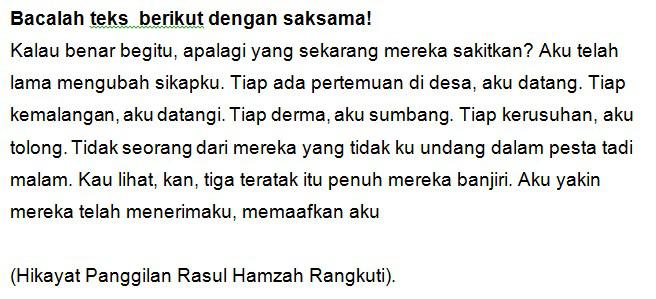 Bacalah teks  berikut dengan saksama!
Kalau benar begitu, apalagi yang sekarang mereka sakitkan? Aku telah
lama mengubah sikapku. Tiap ada pertemuan di desa, aku datang. Tiap
kemalangan, aku datangi. Tiap derma, aku sumbang. Tiap kerusuhan, aku
tolong. Tidak seorang dari mereka yang tidak ku undang dalam pesta tadi
malam. Kau lihat, kan, tiga teratak itu penuh mereka banjiri. Aku yakin
mereka telah menerimaku, memaafkan aku
(Hikayat Panggilan Rasul Hamzah Rangkuti).